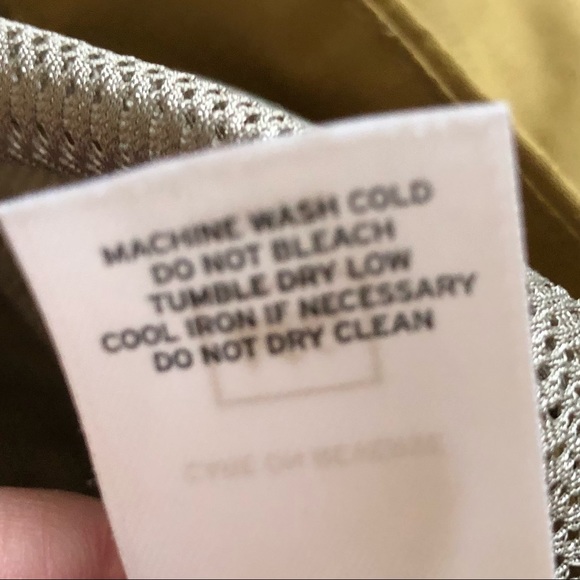 MACHINE WASH COLD
DO NOT BLEACH
TUMBLE DRY LOW
COOL IRON IF NECESSARY
DO NOT DRY CLEAN